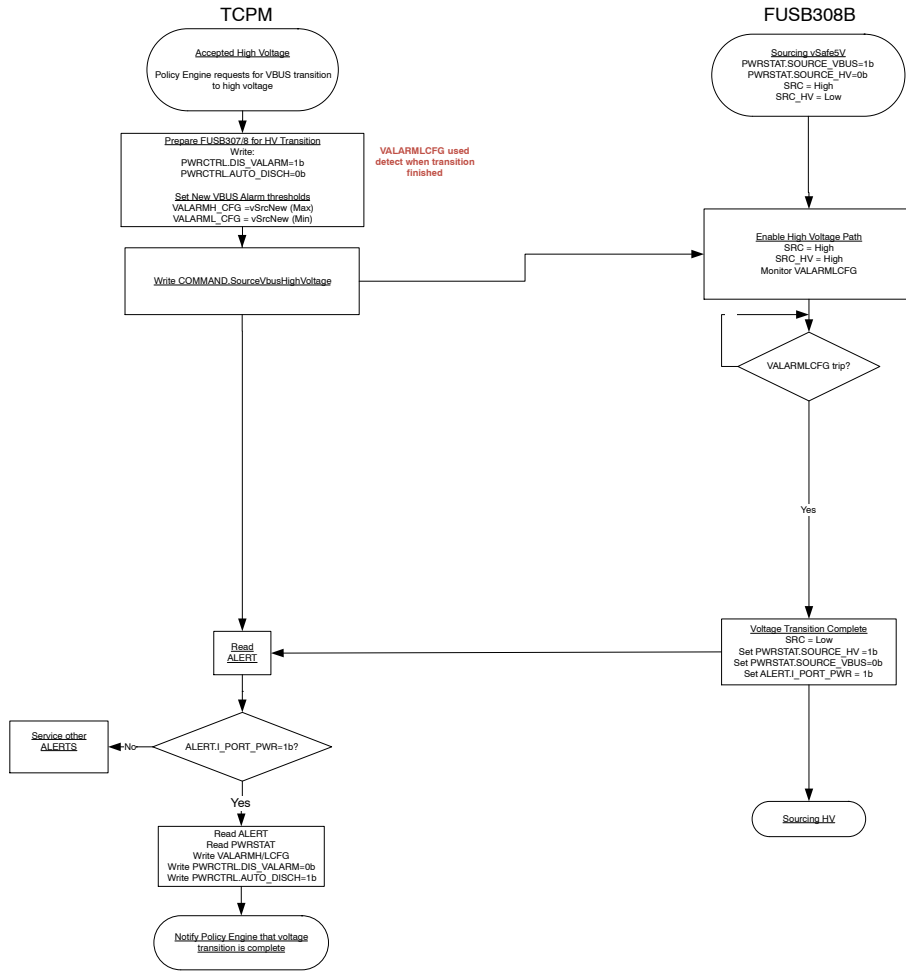 TCPM
FUSB308B
Accepted High Voltage
Policy Engine requests for VBUS transition
to high voltage
Sourcing vSafe5V
PWRSTAT.SOURCE_VBUS=1b
PWRSTAT.SOURCE_HV=0b
SRC = High
SRC_HV = Low
Prepare FUSB307/8 for HV Transition
Write:
PWRCTRL.DIS_VALARM=1b
PWRCTRL.AUTO_DISCH=0b
Set New VBUS Alarm thresholds
VALARMH_CFG =vSrcNew (Max)
VALARML_CFG = vSrcNew (Min)
VALARMLCFG used
detect when transition
finished
Enable High Voltage Path
SRC = High
SRC_HV = High
Monitor VALARMLCFG
Write COMMAND.SourceVbusHighVoltage
VALARMLCFG trip?
Yes
Voltage Transition Complete
SRC = Low
Set PWRSTAT.SOURCE_HV =1b
Set PWRSTAT.SOURCE_VBUS=0b
Set ALERT.I_PORT_PWR = 1b
Read
ALERT
ALERT.I_PORT_PWR=1b?
No
Service other
ALERTS
Yes
Sourcing HV
Read ALERT
Read PWRSTAT
Write VALARMH/LCFG
Write PWRCTRL.DIS_VALARM=0b
Write PWRCTRL.AUTO_DISCH=1b
Notify Policy Engine that voltage
transition is complete